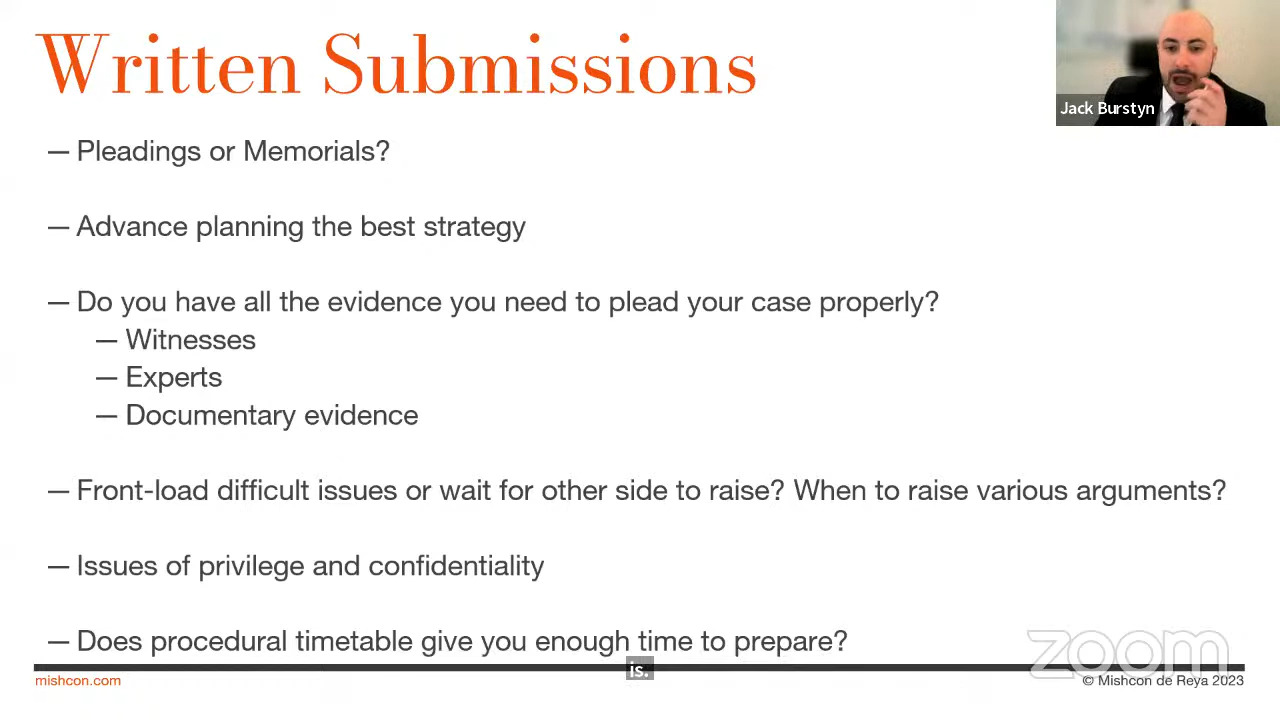 Written Submissions
Jack Burstyn
— Pleadings or Memorials?
— Advance planning the best strategy
— Do you have all the evidence you need to plead your case properly?
— Witnesses
— Experts
— Documentary evidence
— Front-load difficult issues or wait for other side to raise? When to raise various arguments?
— Issues of privilege and confidentiality
— Does procedural timetable give you enough time to prepare?
zoom
is.
mishcon.com
© Mishcon de Reya 2023